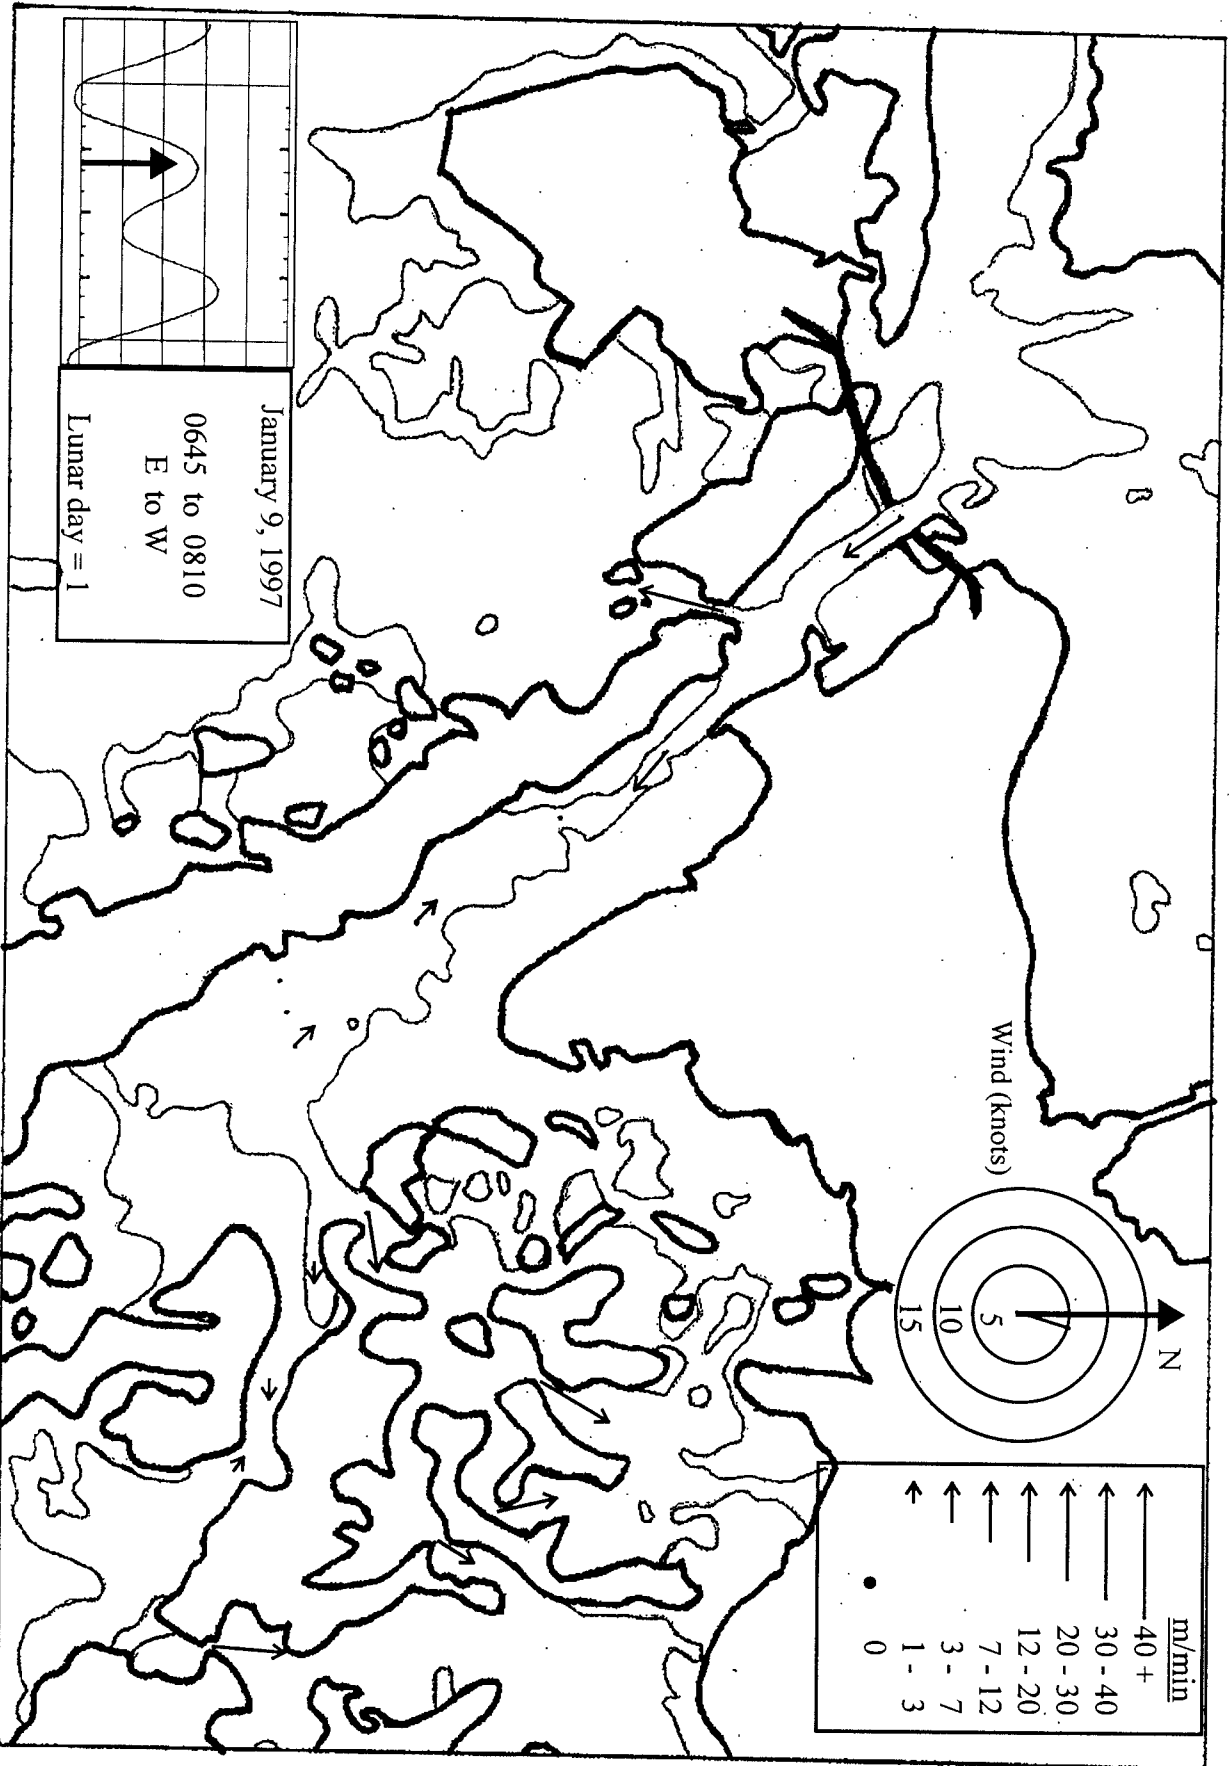 January 9, 1997
0645 to 0810
E to W
Lunar day = 1
Wind (knots)
5
10
15
N
m/min
40 +
30 - 40
20 - 30
12 - 20
7 - 12
3 - 7
1 - 3
0